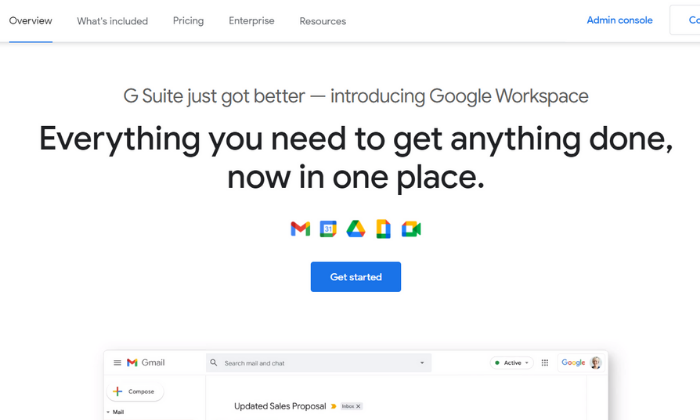 Overview What's included Pricing Enterprise Resources Admin console Co
G Suite just got better — introducing Google Workspace
Everything you need to get anything done,
now in one place.
31
Get started
Gmail Search mail and chat Active Google
Compose
Updated Sales Proposal Inbox X
Mail